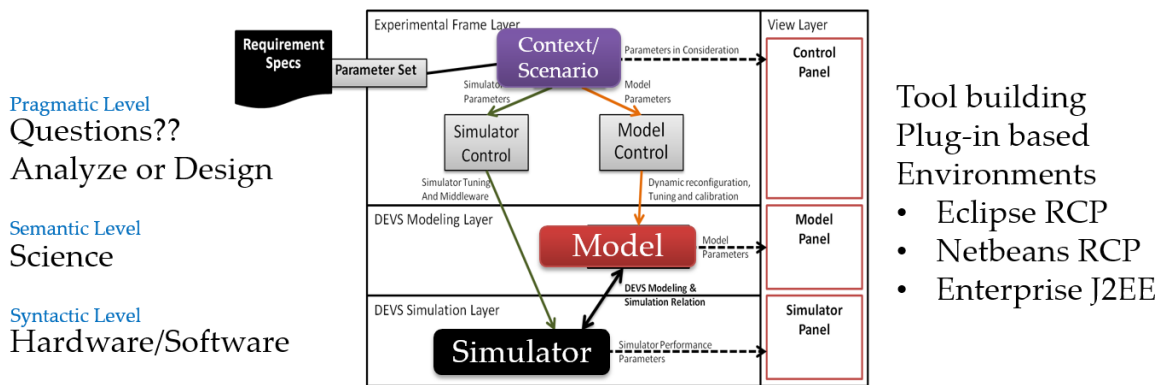 Requirement
Specs
Parameter Set
Pragmatic Level
Questions??
Analyze or Design
Semantic Level
Science
Syntactic Level
Hardware/Software
Experimental Frame Layer
Context/
Scenario
Parameters in Consideration
Simulator
Parameters
Model
Parameters
Simulator
Control
Model
Control
Simulator Tuning
And Middleware
Dynamic reconfiguration,
Tuning and calibration
DEVS Modeling Layer
Model
Model
Parameters
DEVS Modeling &
Simulation Relation
DEVS Simulation Layer
Simulator
Simulator Performance
Parameters
View Layer
Control
Panel
Model
Panel
Simulator
Panel
Tool building
Plug-in based
Environments
• Eclipse RCP
• Netbeans RCP
• Enterprise J2EE